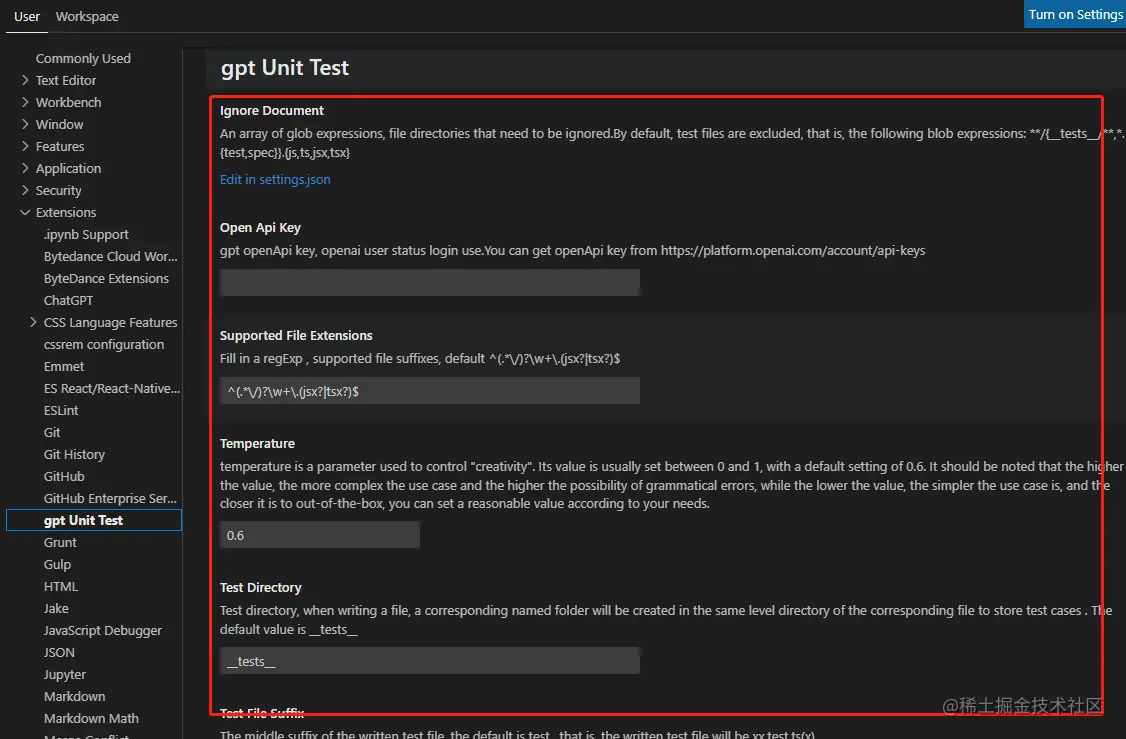 User Workspace
Turn on Settings
Commonly Used
Text Editor
Workbench
Window
Features
Application
Security
Extensions
.ipynb Support
Bytedance Cloud Wor...
ByteDance Extensions
ChatGPT
CSS Language Features
cssrem configuration
Emmet
ES React/React-Native...
ESLint
Git
Git History
GitHub
GitHub Enterprise Ser...
gpt Unit Test
Grunt
Gulp
HTML
Jake
JavaScript Debugger
JSON
Jupyter
Markdown
Markdown Math
Merge Conflict
gpt Unit Test
Ignore Document
An array of glob expressions, file directories that need to be ignored.By default, test files are excluded, that is, the following blob expressions: **/{__tests__/**,*.
{test,spec}}.{js,ts,jsx,tsx}
Edit in settings.json
Open Api Key
gpt openApi key, openai user status login use.You can get openApi key from https://platform.openai.com/account/api-keys
Supported File Extensions
Fill in a regExp , supported file suffixes, default ^(.*\/)?\w+\.(jsx?|tsx?)$
^(.*\/)?\w+\.(jsx?|tsx?)$
Temperature
temperature is a parameter used to control "creativity". Its value is usually set between 0 and 1, with a default setting of 0.6. It should be noted that the higher
the value, the more complex the use case and the higher the possibility of grammatical errors, while the lower the value, the simpler the use case is, and the
closer it is to out-of-the-box, you can set a reasonable value according to your needs.
0.6
Test Directory
Test directory, when writing a file, a corresponding named folder will be created in the same level directory of the corresponding file to store test cases . The
default value is __tests__
__tests__
Test File Suffix
The middle suffix of the written test file, the default is test , that is, the written test file will be xx.test.ts(x)
@稀土掘金技术社区